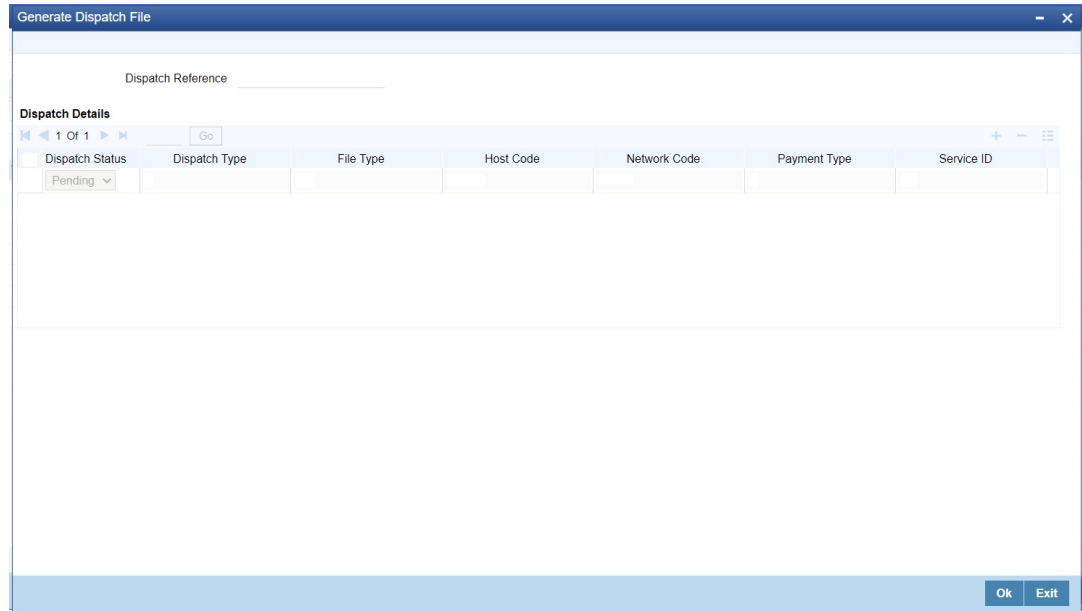 Generate Dispatch File
Dispatch Reference
Dispatch Details
1 Of 1 Go
Dispatch Status Dispatch Type File Type Host Code Network Code Payment Type Service ID
Pending
Ok Exit